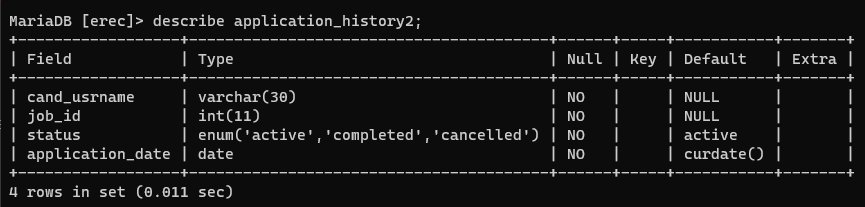 MariaDB [erec]> describe application_history2;
+------------------+----------------------------------------+------+-----+-----------+-------+
| Field            | Type                                   | Null | Key | Default   | Extra |
+------------------+----------------------------------------+------+-----+-----------+-------+
| cand_usrname     | varchar(30)                            | NO   |     | NULL      |       |
| job_id           | int(11)                                | NO   |     | NULL      |       |
| status           | enum('active','completed','cancelled') | NO   |     | active    |       |
| application_date | date                                   | NO   |     | curdate() |       |
+------------------+----------------------------------------+------+-----+-----------+-------+
4 rows in set (0.011 sec)